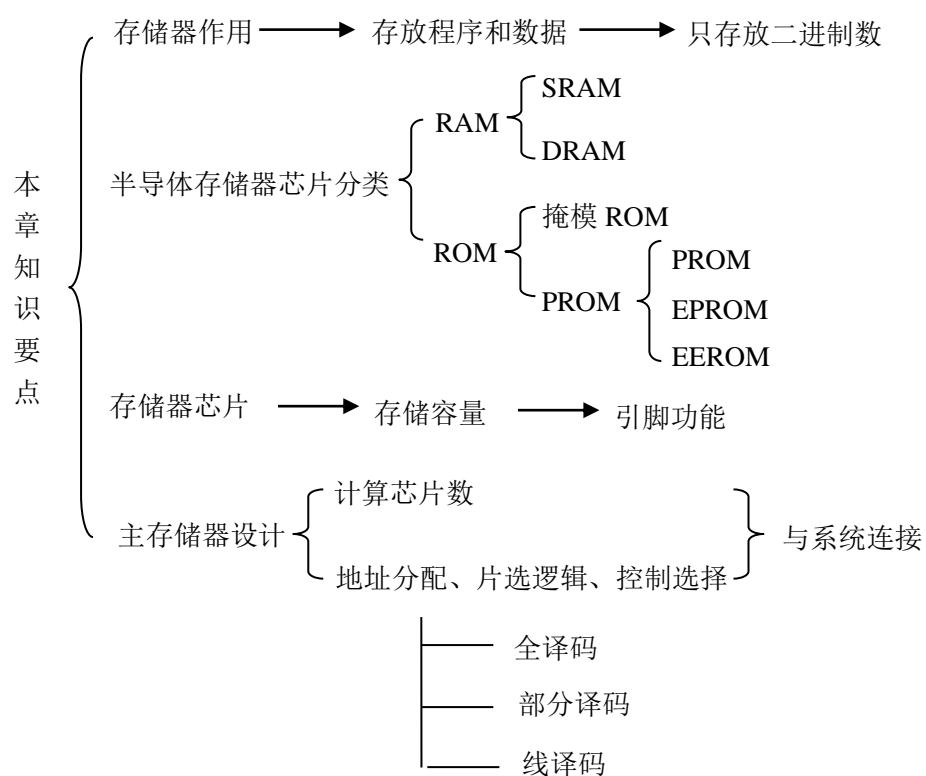 存储器作用 存放程序和数据 只存放二进制数
SRAM
RAM
DRAM
本章知识要点
半导体存储器芯片分类
掩模 ROM
ROM
PROM
PROM
EPROM
EEROM
存储器芯片 存储容量 引脚功能
计算芯片数
主存储器设计 与系统连接
地址分配、片选逻辑、控制选择
全译码
部分译码
线译码